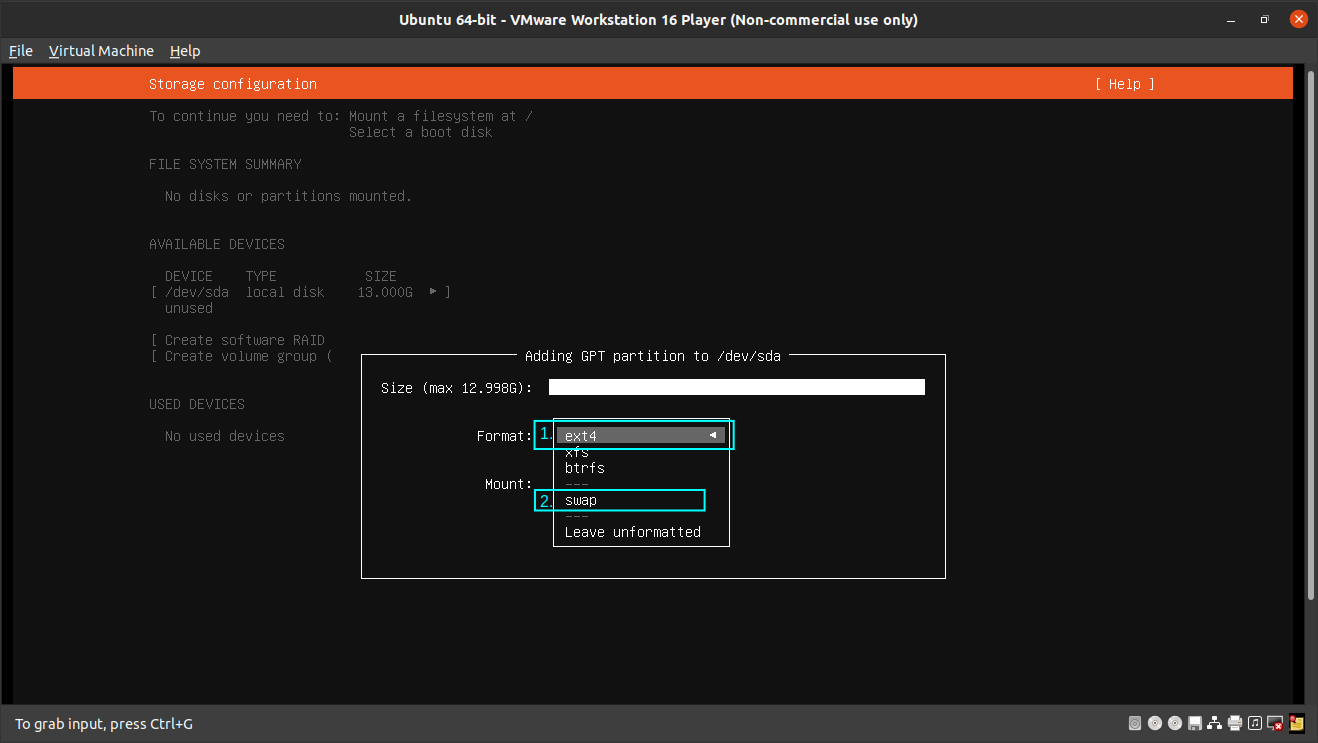 Ubuntu 64-bit - VMware Workstation 16 Player (Non-commercial use only)
File Virtual Machine Help
Storage configuration [ Help ]
To continue you need to: Mount a filesystem at /
Select a boot disk
FILE SYSTEM SUMMARY
No disks or partitions mounted.
AVAILABLE DEVICES
DEVICE TYPE SIZE
[ /dev/sda local disk 13.000G ▸ ]
unused
[ Create software RAID
[ Create volume group (
USED DEVICES
No used devices
Adding GPT partition to /dev/sda
Size (max 12.998G):
Format: 1. ext4 ◂
xfs
btrfs
---
Mount:
2. swap
---
Leave unformatted
To grab input, press Ctrl+G